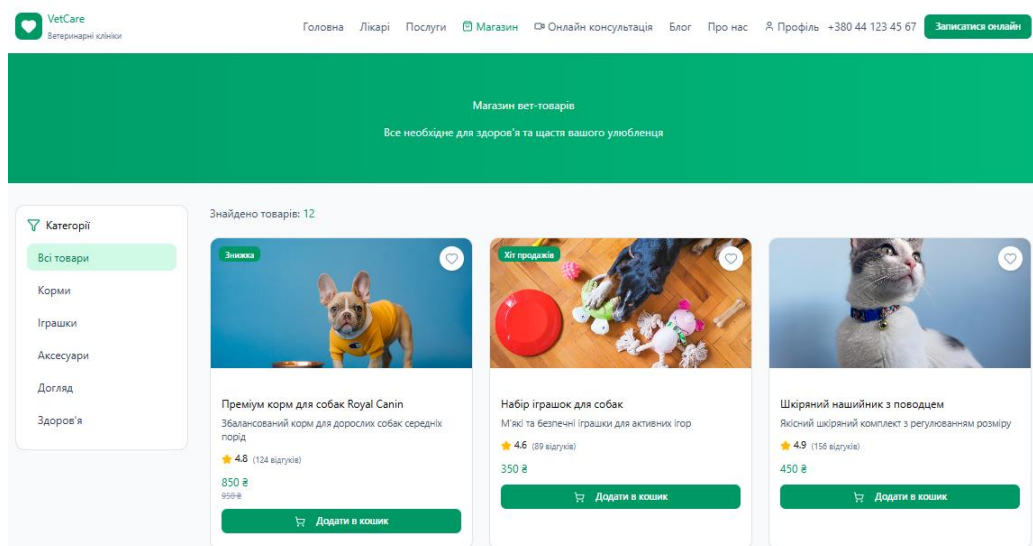 VetCare
Ветеринарні клініки
Головна Лікарі Послуги Магазин Онлайн консультація Блог Про нас Профіль +380 44 123 45 67 Записатися онлайн
Магазин вет-товарів
Все необхідне для здоров'я та щастя вашого улюбленця
Категорії
Всі товари
Корми
Іграшки
Аксесуари
Догляд
Здоров'я
Знайдено товарів: 12
Знижка
Преміум корм для собак Royal Canin
Збалансований корм для дорослих собак середніх
порід
4.8 (124 відгуків)
850 ₴
950 ₴
Додати в кошик
Хіт продажів
Набір іграшок для собак
М'які та безпечні іграшки для активних ігор
4.6 (89 відгуків)
350 ₴
Додати в кошик
Шкіряний нашийник з поводцем
Якісний шкіряний комплект з регулюванням розміру
4.9 (156 відгуків)
450 ₴
Додати в кошик